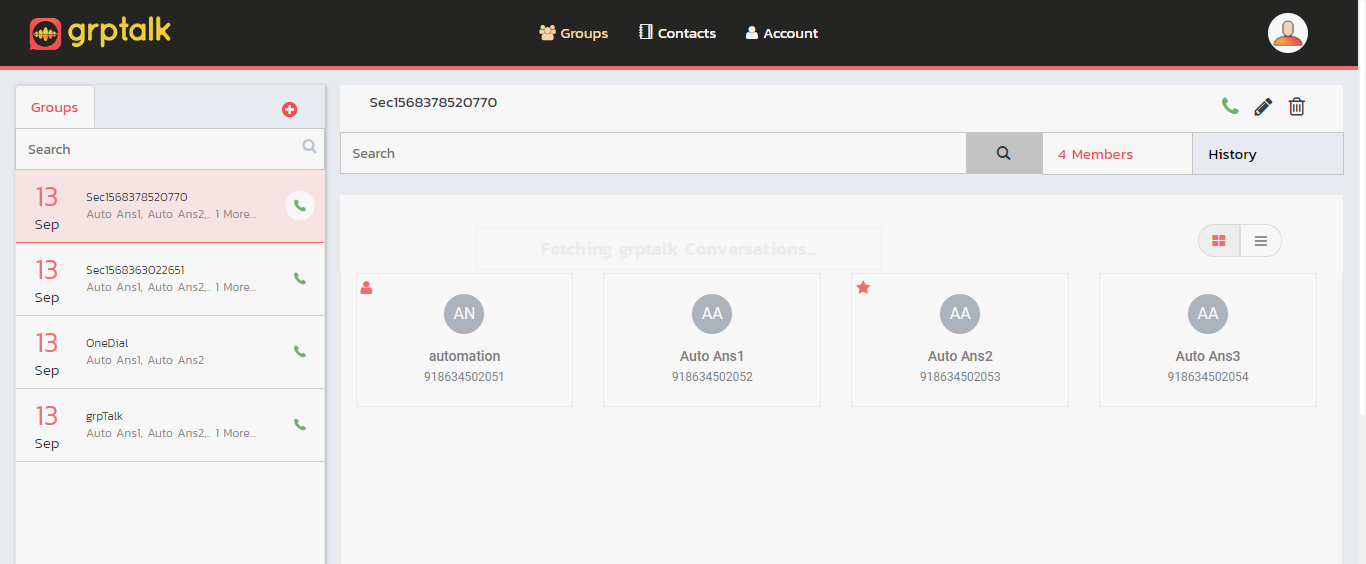 grptalk
Groups
Contacts
Account
Groups
Search
13
Sep
Sec1568378520770
Auto Ans1, Auto Ans2,.. 1 More...
13
Sep
Sec1568363022651
Auto Ans1, Auto Ans2,.. 1 More...
13
Sep
OneDial
Auto Ans1, Auto Ans2
13
Sep
grpTalk
Auto Ans1, Auto Ans2,.. 1 More...
Sec1568378520770
Search
4 Members
History
Fetching grptalk Conversations...
AN
automation
918634502051
AA
Auto Ans1
918634502052
AA
Auto Ans2
918634502053
AA
Auto Ans3
918634502054